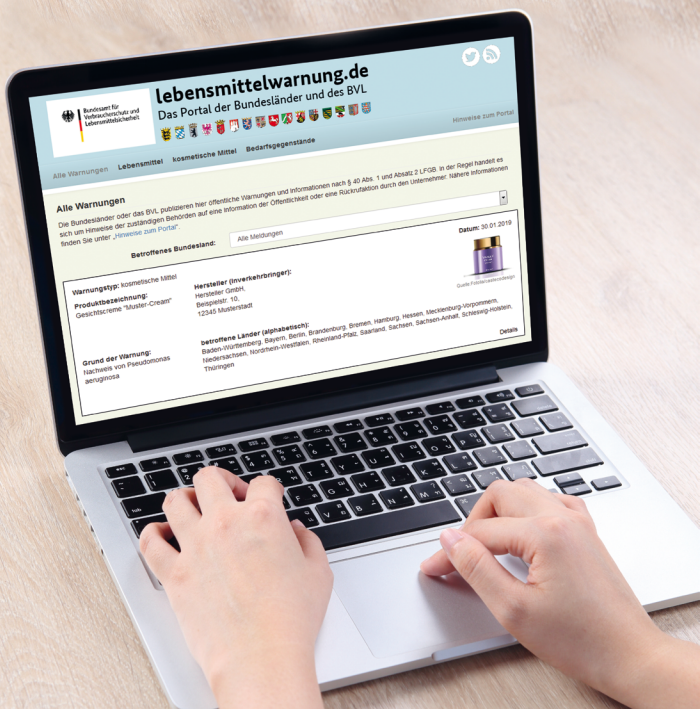 Bundesamt für
Verbraucherschutz und
Lebensmittelsicherheit
lebensmittelwarnung.de
Das Portal der Bundesländer und des BVL
Alle Warnungen Lebensmittel kosmetische Mittel Bedarfsgegenstände Hinweise zum Portal
Alle Warnungen
Die Bundesländer oder das BVL publizieren hier öffentliche Warnungen und Informationen nach § 40 Abs. 1 und Absatz 2 LFGB. In der Regel handelt es
sich um Hinweise der zuständigen Behörden auf eine Information der Öffentlichkeit oder eine Rückrufaktion durch den Unternehmer. Nähere Informationen
finden Sie unter „Hinweise zum Portal".
Betroffenes Bundesland: Alle Meldungen
Warnungstyp: kosmetische Mittel
Datum: 30.01.2019
Produktbezeichnung:
Gesichtscreme "Muster-Cream"
Hersteller (Inverkehrbringer):
Hersteller GmbH,
Beispielstr. 10,
12345 Musterstadt
Grund der Warnung:
Nachweis von Pseudomonas
aeruginosa
betroffene Länder (alphabetisch):
Baden-Württemberg, Bayern, Berlin, Brandenburg, Bremen, Hamburg, Hessen, Mecklenburg-Vorpommern,
Niedersachsen, Nordrhein-Westfalen, Rheinland-Pfalz, Saarland, Sachsen, Sachsen-Anhalt, Schleswig-Holstein,
Thüringen
Details